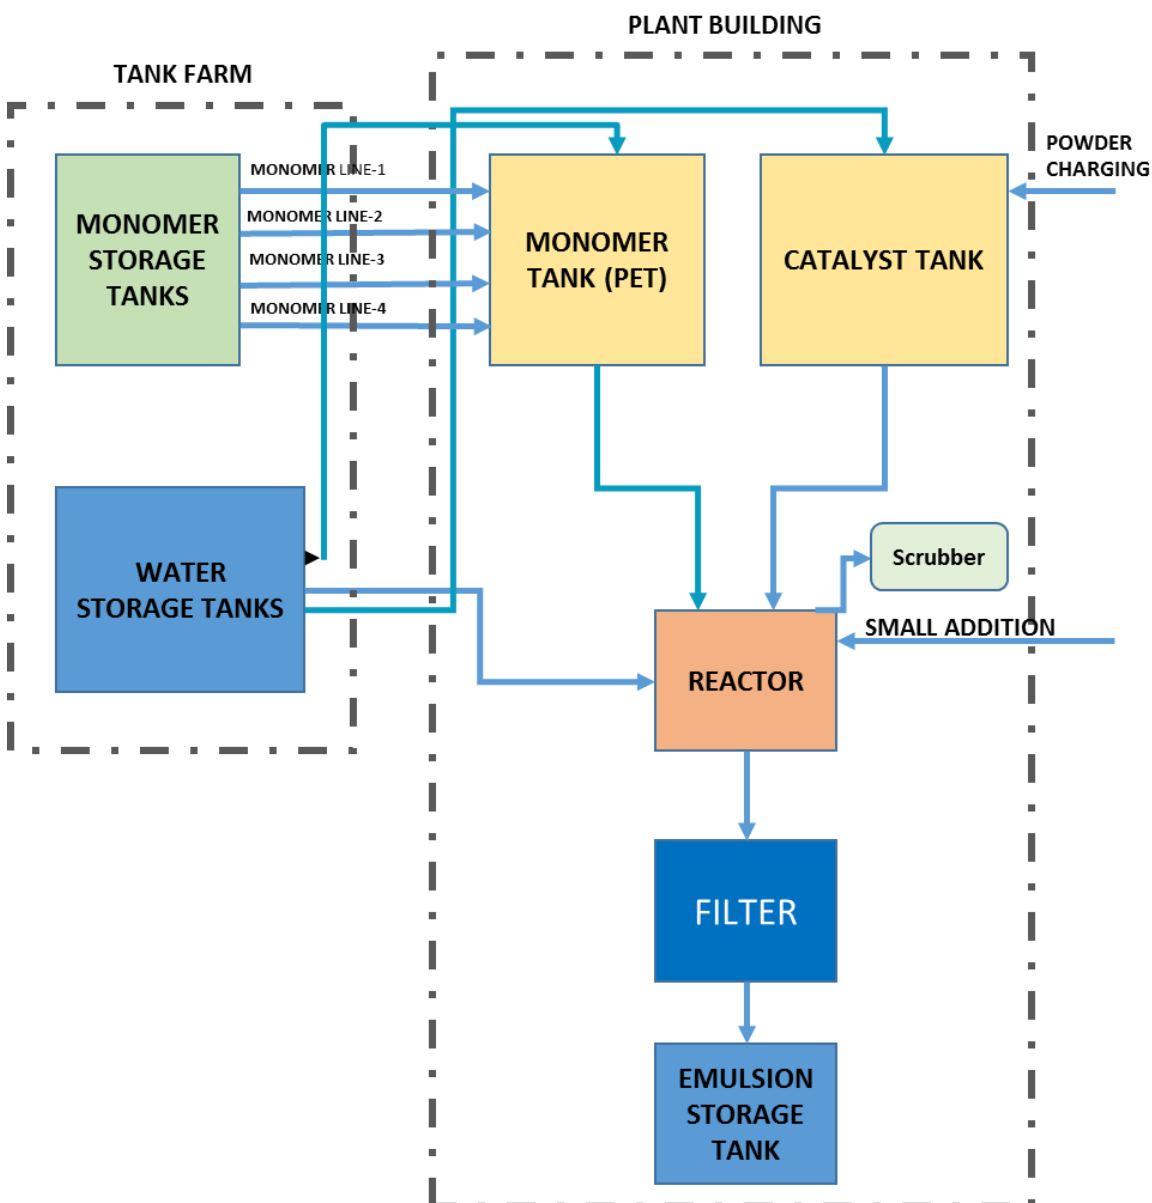 PLANT BUILDING
TANK FARM
MONOMER LINE-1
MONOMER LINE-2
MONOMER LINE-3
MONOMER LINE-4
MONOMER
STORAGE
TANKS
MONOMER
TANK (PET)
CATALYST TANK
POWDER
CHARGING
WATER
STORAGE TANKS
Scrubber
SMALL ADDITION
REACTOR
FILTER
EMULSION
STORAGE
TANK